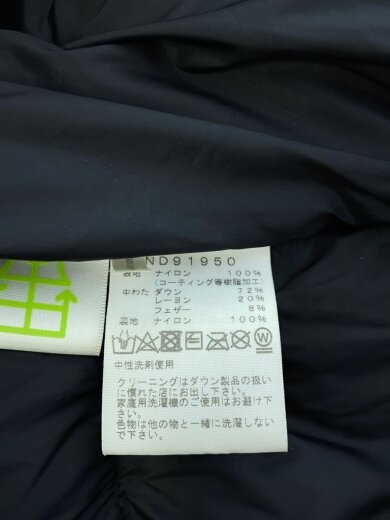 ND91950
表地 ナイロン 100%
(コーティング等樹脂加工)
中わた ダウン 72%
レーヨン 20%
フェザー 8%
裏地 ナイロン 100%
中性洗剤使用
クリーニングはダウン製品の扱い
に慣れた店にお出し下さい。
家庭用洗濯機のご使用はお避け下さい。
色物は他の物と一緒に洗濯しない
で下さい。